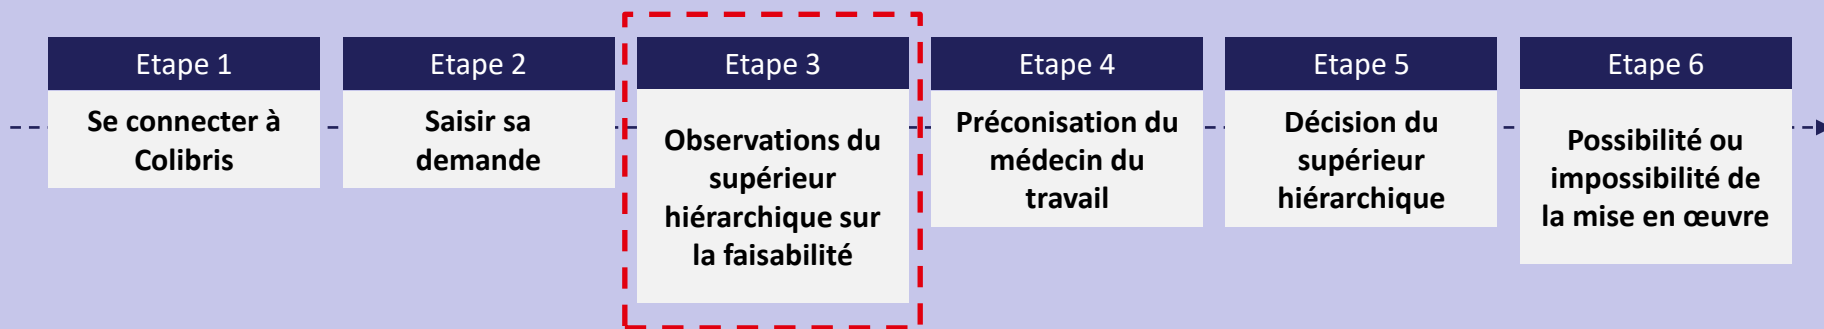 Etape 1
Se connecter à
Colibris
Etape 2
Saisir sa
demande
Etape 3
Observations du
supérieur
hiérarchique sur
la faisabilité
Etape 4
Préconisation du
médecin du
travail
Etape 5
Décision du
supérieur
hiérarchique
Etape 6
Possibilité ou
impossibilité de
la mise en œuvre